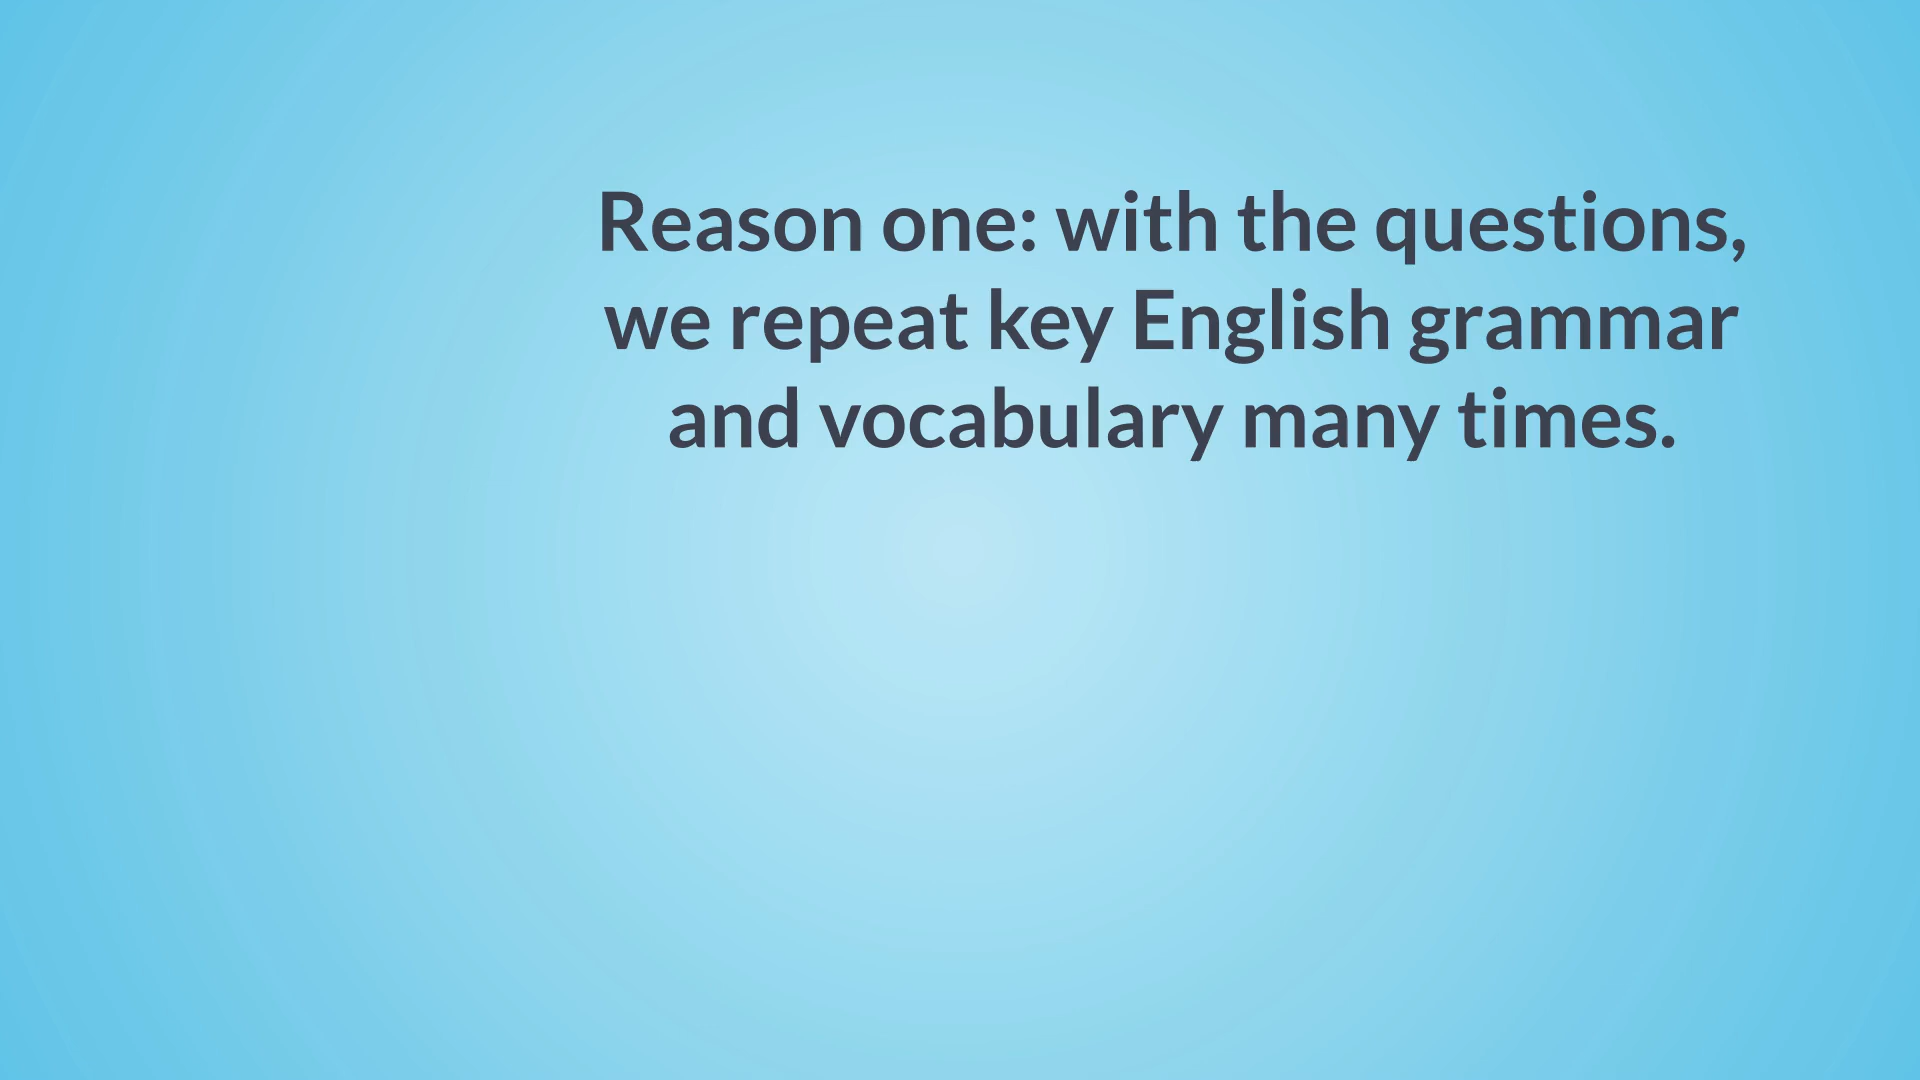 Reason one: with the questions,
we repeat key English grammar
and vocabulary many times.